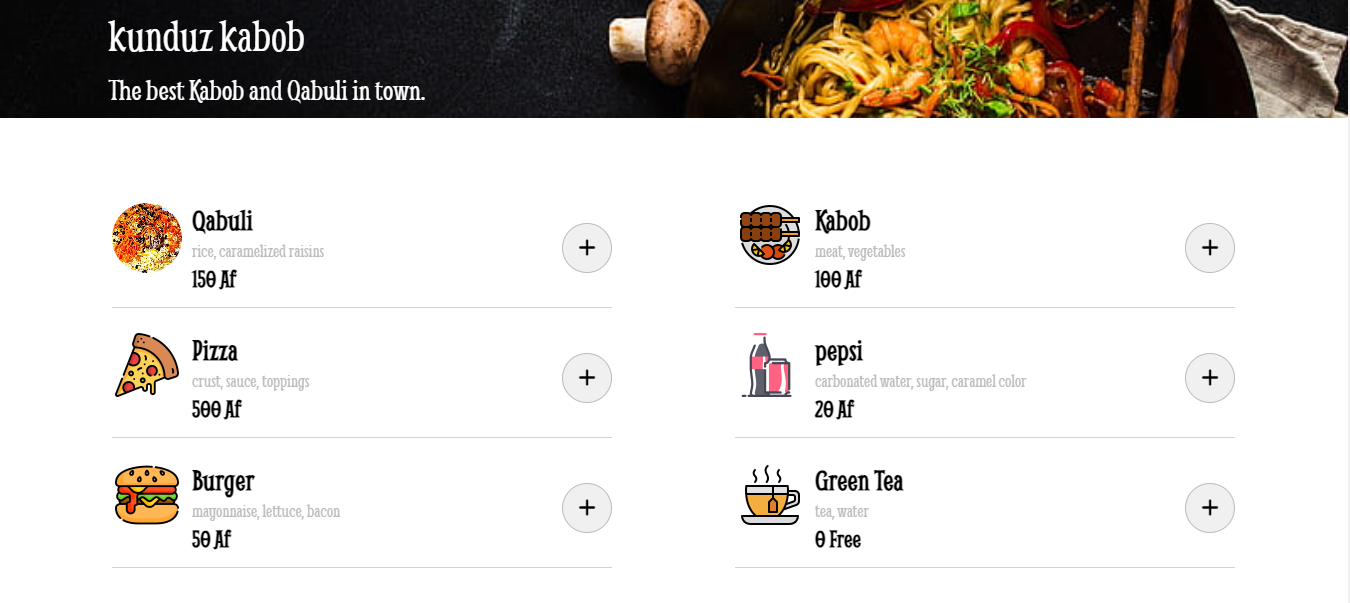 kunduz kabob
The best Kabob and Qabuli in town.
Qabuli
rice, caramelized raisins
150 Af
Kabob
meat, vegetables
100 Af
Pizza
crust, sauce, toppings
500 Af
pepsi
carbonated water, sugar, caramel color
20 Af
Burger
mayonnaise, lettuce, bacon
50 Af
Green Tea
tea, water
0 Free